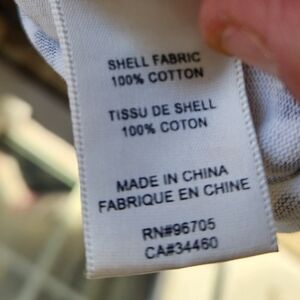 SHELL FABRIC
100% COTTON
TISSU DE SHELL
100% COTON
MADE IN CHINA
FABRIQUE EN CHINE
RN#96705
CA#34460